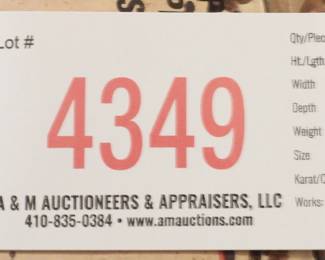 Lot #
4349
A & M AUCTIONEERS & APPRAISERS, LLC
410-835-0384 • www.amauctions.com
Qty/Piec
Ht./Lgth
Width
Depth
Weight
Size:
Karat/C
Works: